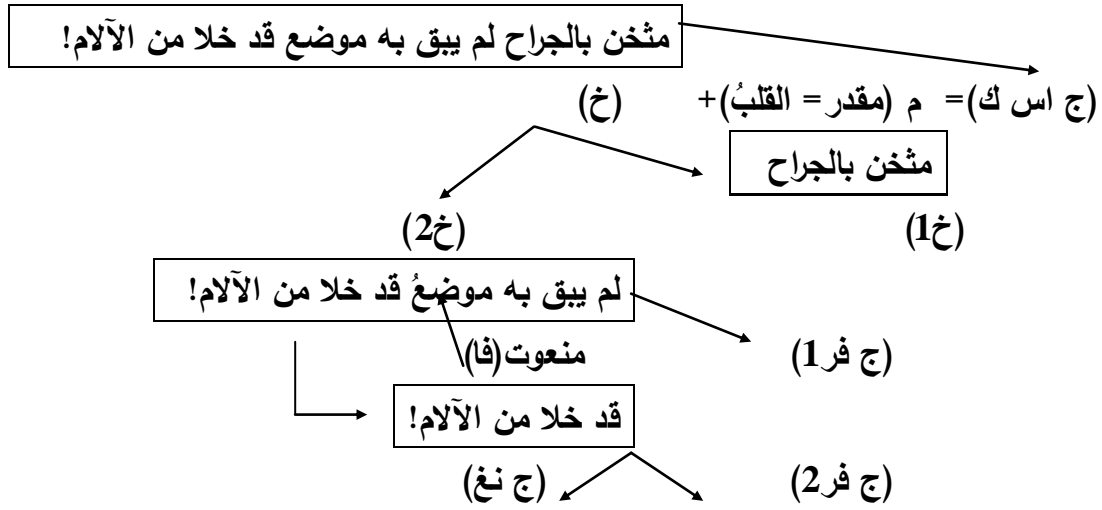 مثخن بالجراح لم يبق به موضع قد خلا من الآلام!
(ج اس ك)= م (مقدر = القلبُ)+ (خ)
مثخن بالجراح
(خ1) (خ2)
لم يبق به موضعُ قد خلا من الآلام!
(ج فر1) منعوت(فا)
قد خلا من الآلام!
(ج فر2) (ج نغ)